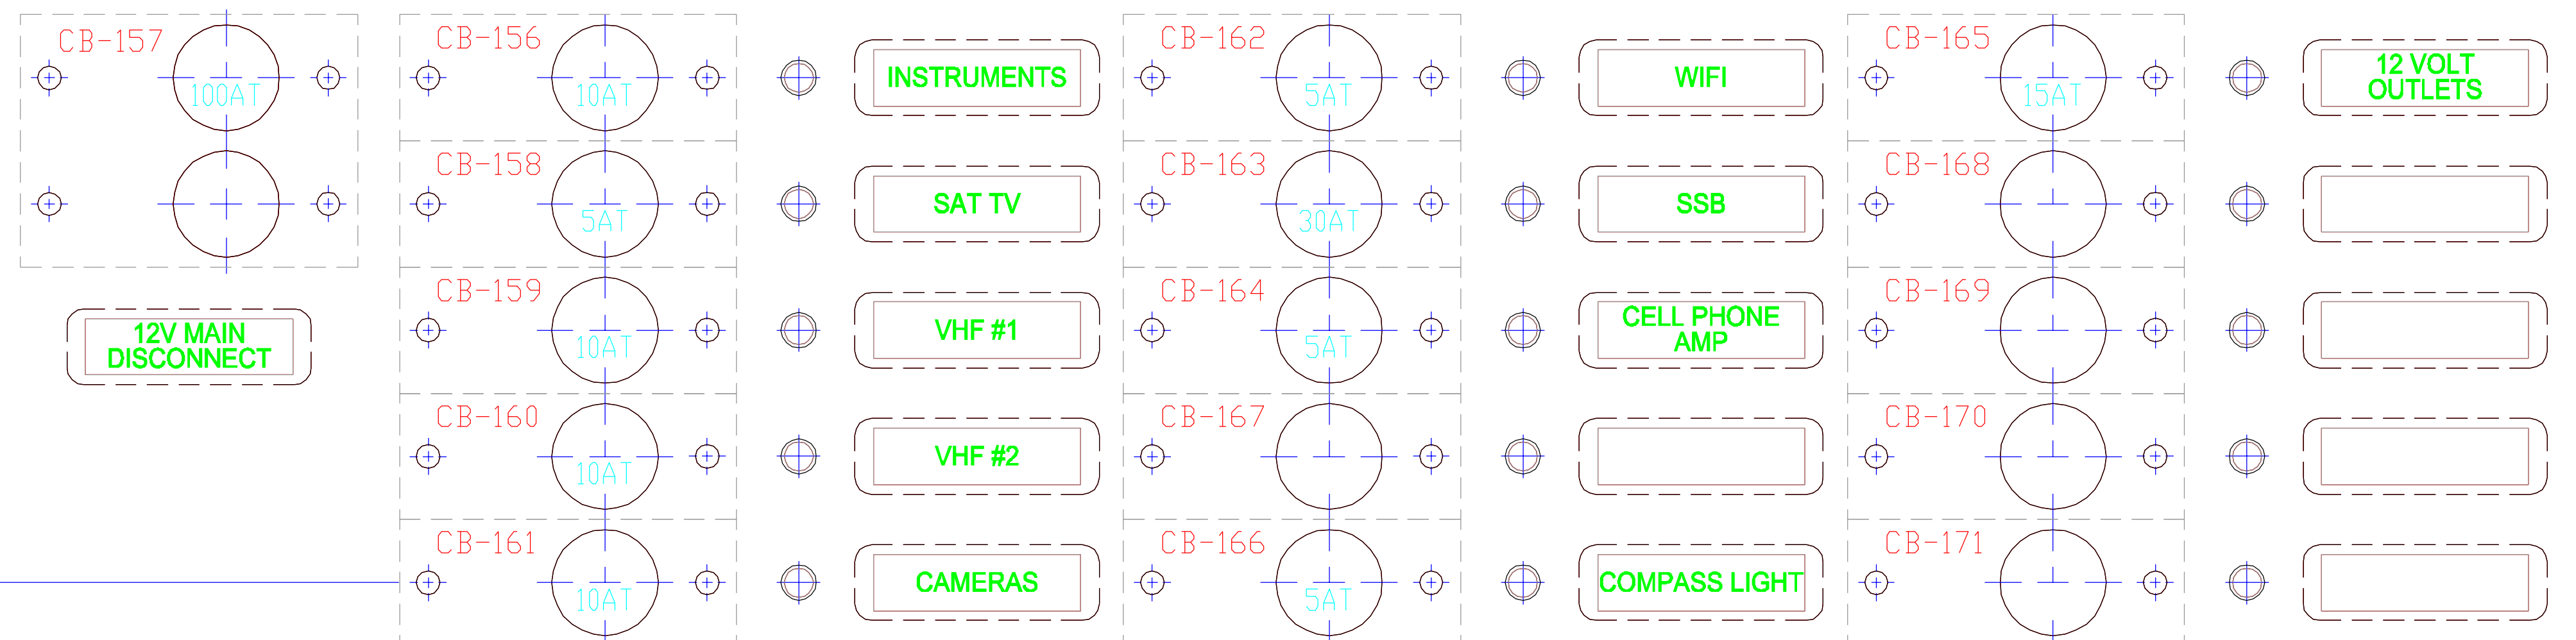 CB-157
100AT
12V MAIN
DISCONNECT
CB-156
10AT
INSTRUMENTS
CB-158
5AT
SAT TV
CB-159
10AT
VHF #1
CB-160
10AT
VHF #2
CB-161
10AT
CAMERAS
CB-162
5AT
WIFI
CB-163
30AT
SSB
CB-164
5AT
CELL PHONE
AMP
CB-167
CB-166
5AT
COMPASS LIGHT
CB-165
15AT
12 VOLT
OUTLETS
CB-168
CB-169
CB-170
CB-171